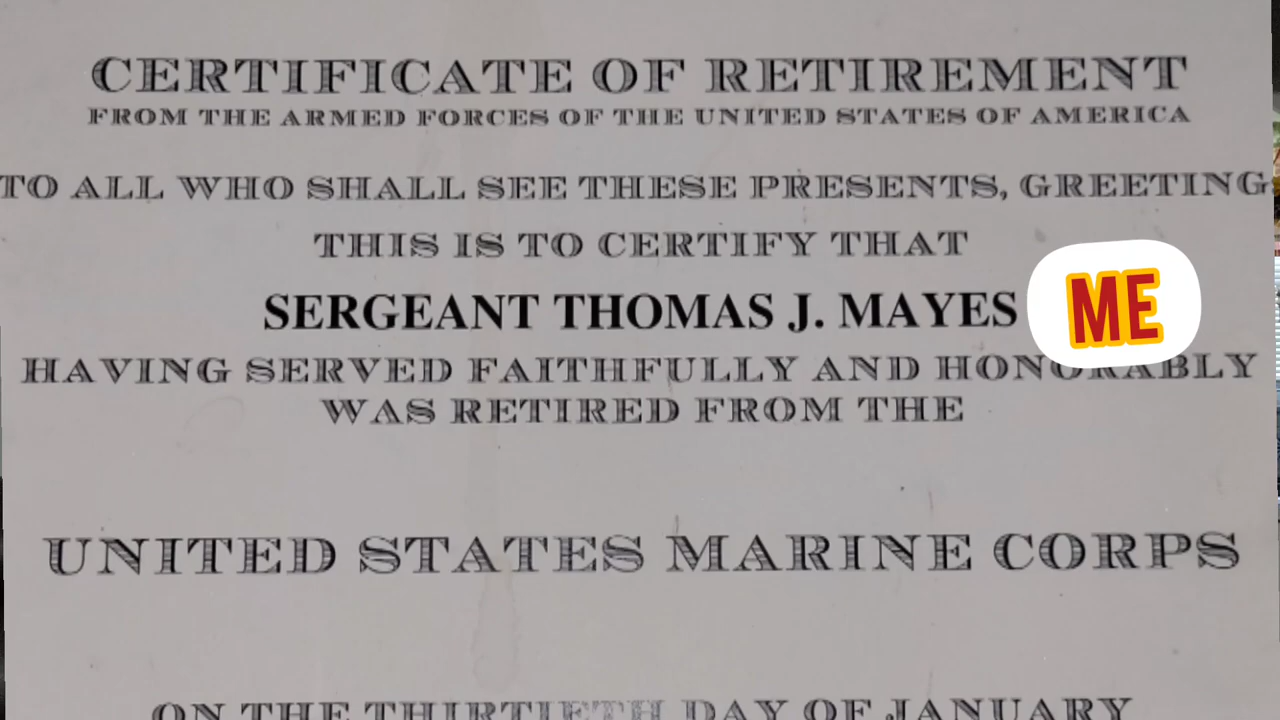 CERTIFICATE OF RETIREMENT
FROM THE ARMED FORCES OF THE UNITED STATES OF AMERICA
TO ALL WHO SHALL SEE THESE PRESENTS, GREETING
THIS IS TO CERTIFY THAT
SERGEANT THOMAS J. MAYES ME
HAVING SERVED FAITHFULLY AND HONORABLY
WAS RETIRED FROM THE
UNITED STATES MARINE CORPS
ON THE THIRTIETH DAY OF JANUARY